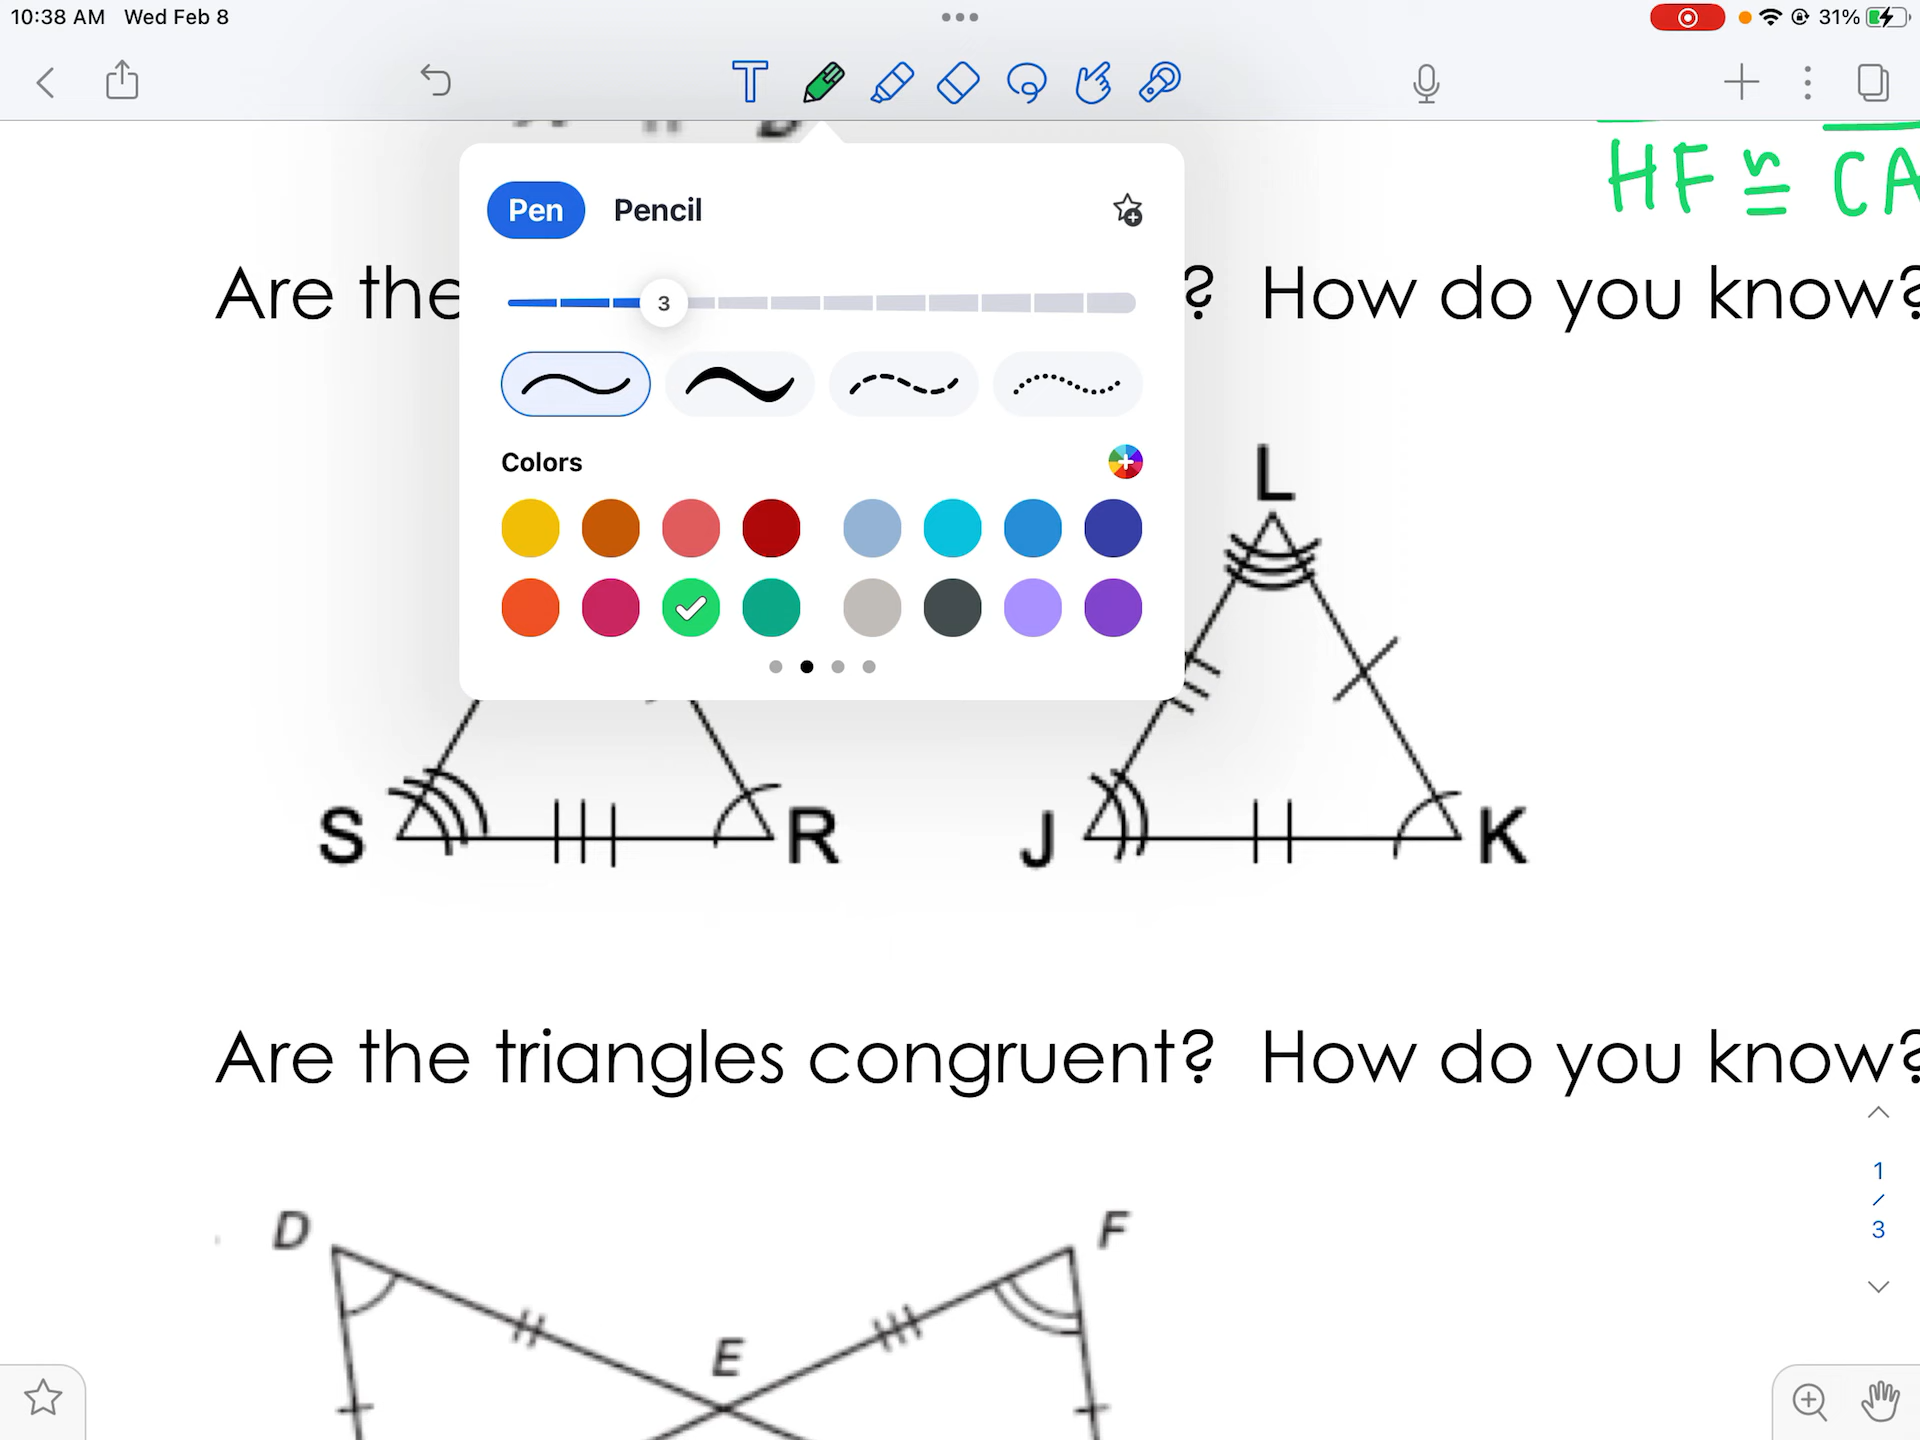 10:38 AM Wed Feb 8
31%
HF ≅ CA
Pen Pencil
Are the ? How do you know?
3
Colors
L
S R J K
Are the triangles congruent? How do you know?
1
/
3
D F
E